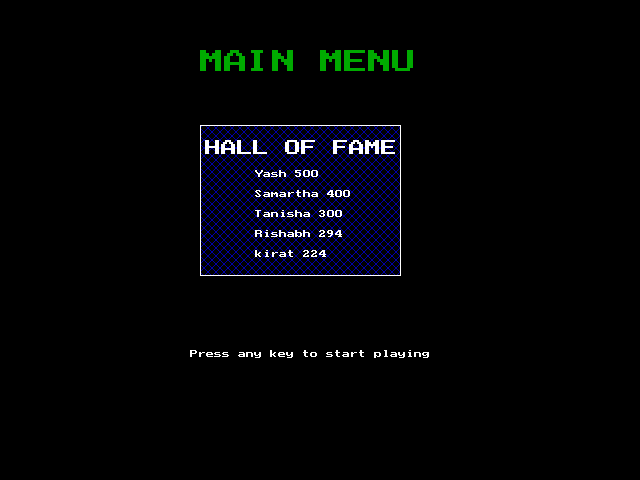 MAIN MENU
HALL OF FAME
Yash 500
Samartha 400
Tanisha 300
Rishabh 294
kirat 224
Press any key to start playing